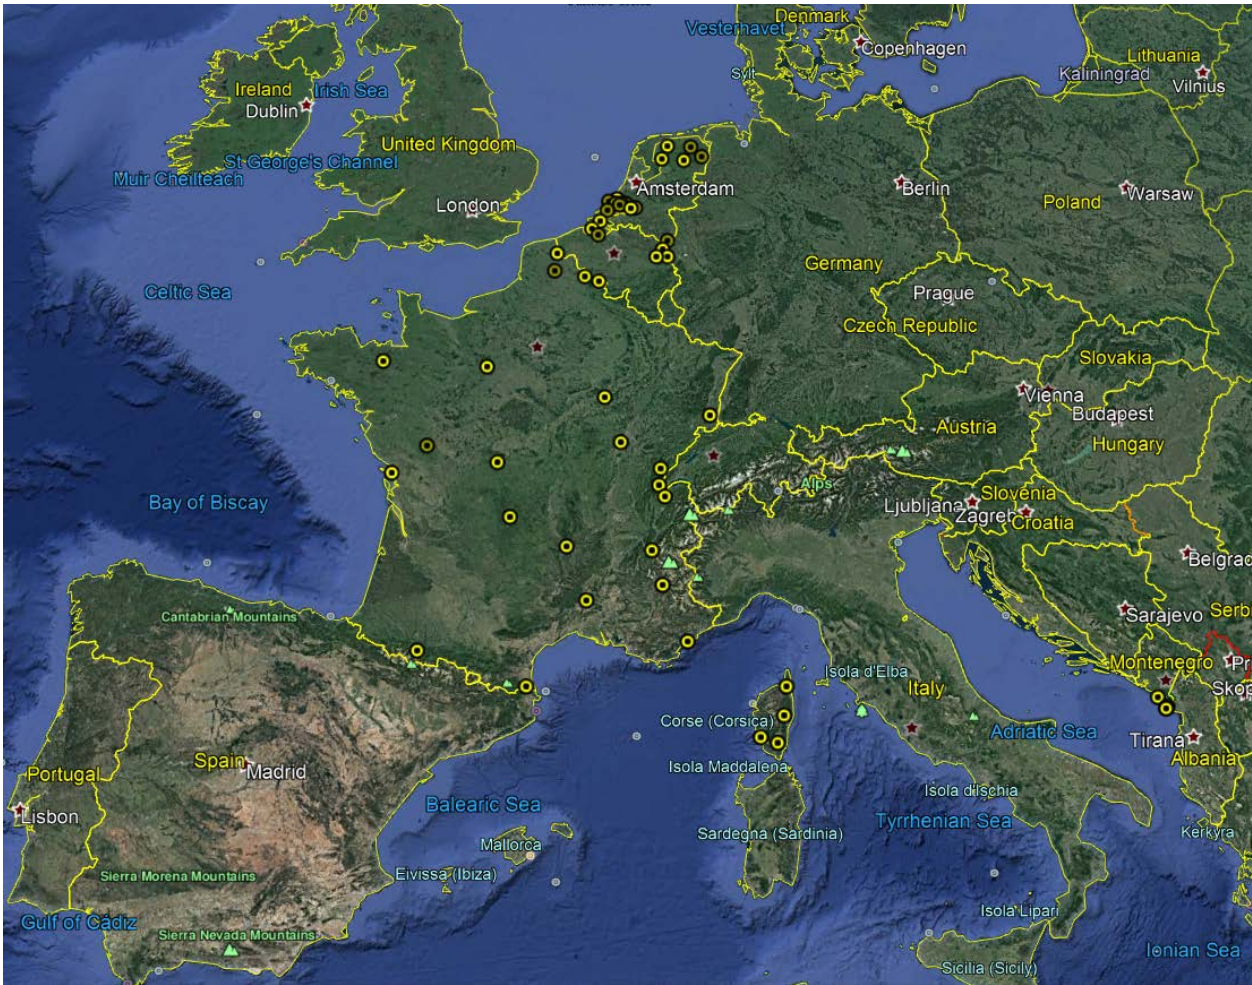 Denmark
Vesterhavet
Copenhagen
Lithuania
Sylt
Kaliningrad
Vilnius
Ireland
Irish Sea
Dublin
United Kingdom
St George's Channel
Muir Cheilteach
Amsterdam
Berlin
Warsaw
London
Poland
Germany
Celtic Sea
Prague
Czech Republic
Slovakia
Vienna
Budapest
Austria
Hungary
Alps
Bay of Biscay
Ljubljana
Slovenia
Zagreb
Croatia
Belgrad
Cantabrian Mountains
Sarajevo
Serb
Montenegro
Pr
Isola d'Elba
Italy
Skop
Corse (Corsica)
Adriatic Sea
Tirana
Albania
Isola Maddalena
Spain
Madrid
Portugal
Lisbon
Balearic Sea
Isola d'Ischia
Tyrrhenian Sea
Sardegna (Sardinia)
Kerkyra
Mallorca
Eivissa (Ibiza)
Sierra Morena Mountains
Isola Lipari
Gulf of Cádiz
Sierra Nevada Mountains
Ionian Sea
Sicilia (Sicily)